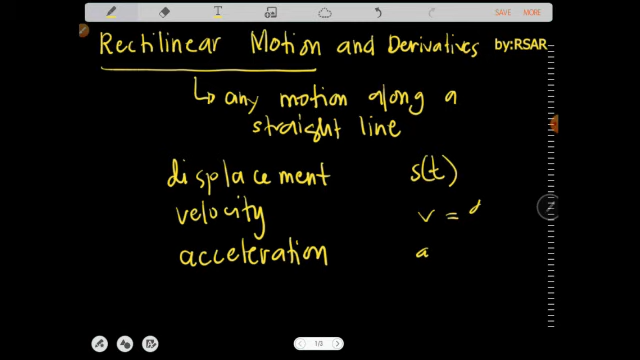 SAVE MORE
Rectilinear Motion and Derivatives by:RSAR
↳ any motion along a
straight line
displacement s(t)
velocity v =
acceleration a
1/3